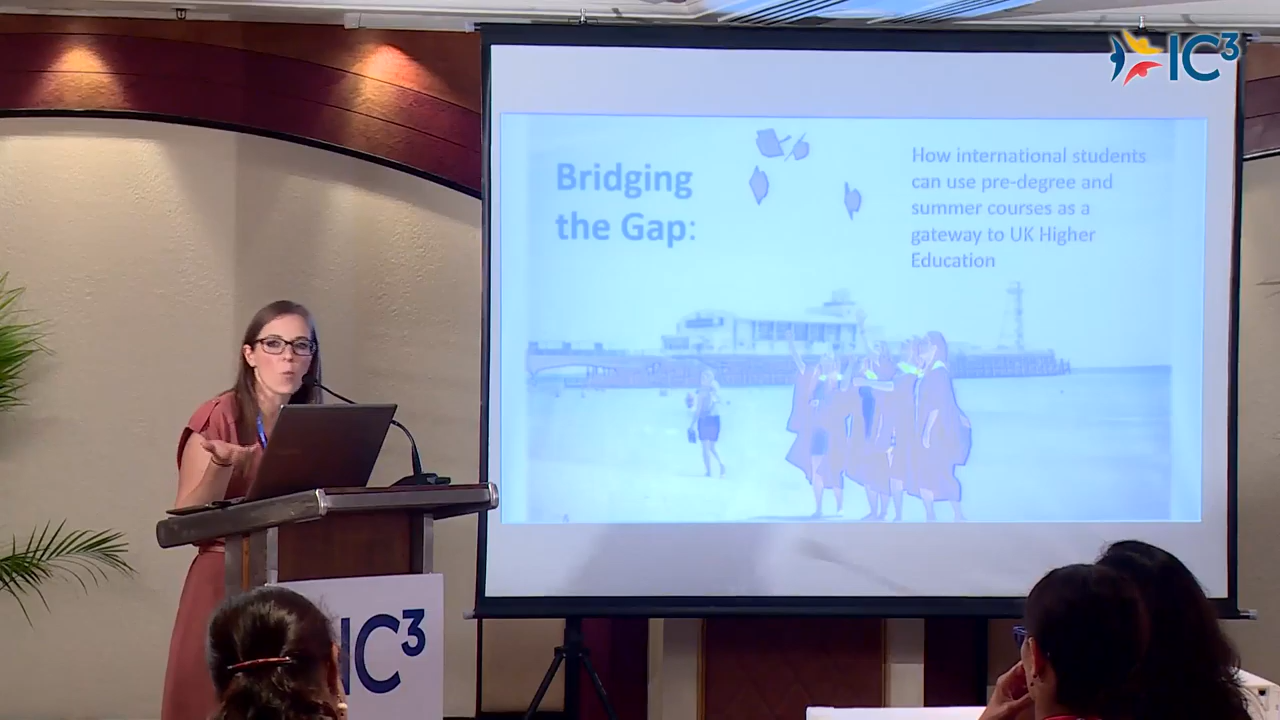 IC³
Bridging
the Gap:
How international students
can use pre-degree and
summer courses as a
gateway to UK Higher
Education
IC³